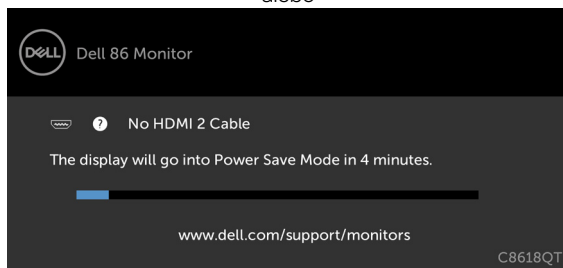 DELL
Dell 86 Monitor
? No HDMI 2 Cable
The display will go into Power Save Mode in 4 minutes.
www.dell.com/support/monitors
C8618QT